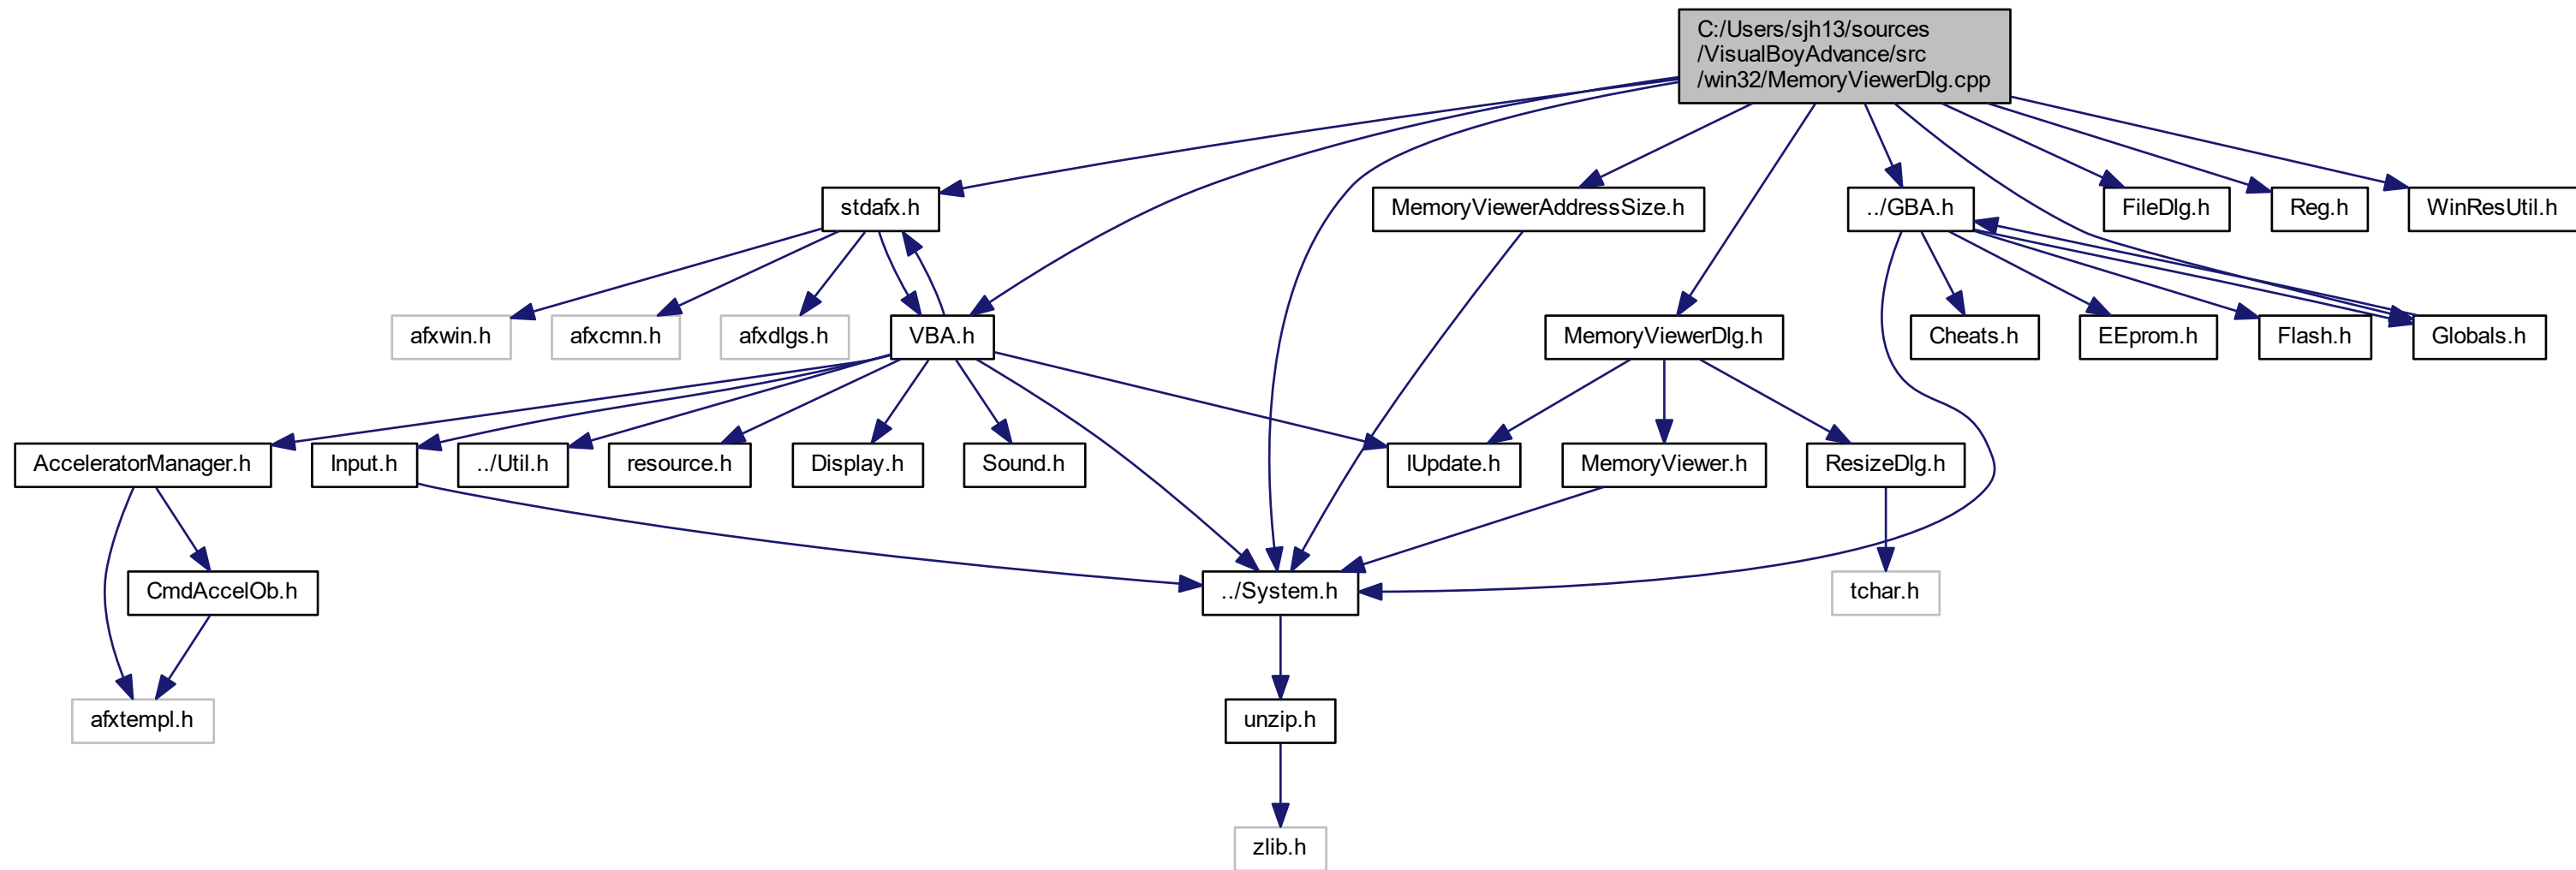 C:/Users/sjh13/sources
/VisualBoyAdvance/src
/win32/MemoryViewerDlg.cpp
stdafx.h
MemoryViewerAddressSize.h
../GBA.h
FileDlg.h
Reg.h
WinResUtil.h
afxwin.h
afxcmn.h
afxdlgs.h
VBA.h
MemoryViewerDlg.h
Cheats.h
EEprom.h
Flash.h
Globals.h
AcceleratorManager.h
Input.h
../Util.h
resource.h
Display.h
Sound.h
IUpdate.h
MemoryViewer.h
ResizeDlg.h
CmdAccelOb.h
../System.h
tchar.h
afxtempl.h
unzip.h
zlib.h